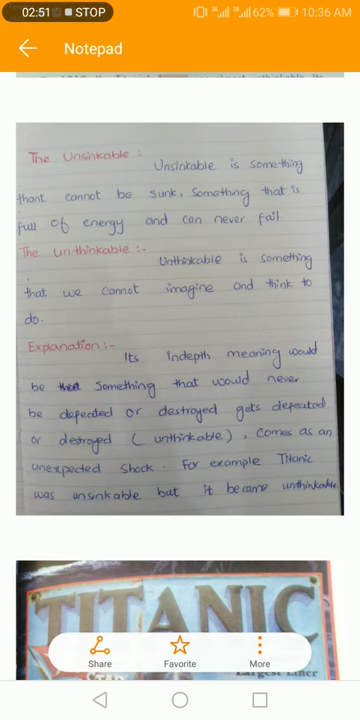 02:51 STOP 3G 2G 62% 10:36 AM
Notepad
The Unsinkable :
Unsinkable is something
thant cannot be sunk. Something that is
full of energy and can never fail.
The unthinkable :-
Unthinkable is something
that we cannot imagine and think to
do.
Explanation :-
Its indepth meaning would
be something that would never
be defeated or destroyed gets defeated
or destroyed ( unthinkable ) , comes as an
unexpected shock . For example Titanic
was unsinkable but it became unthinkable
TITANIC
Largest Liner
Share Favorite More